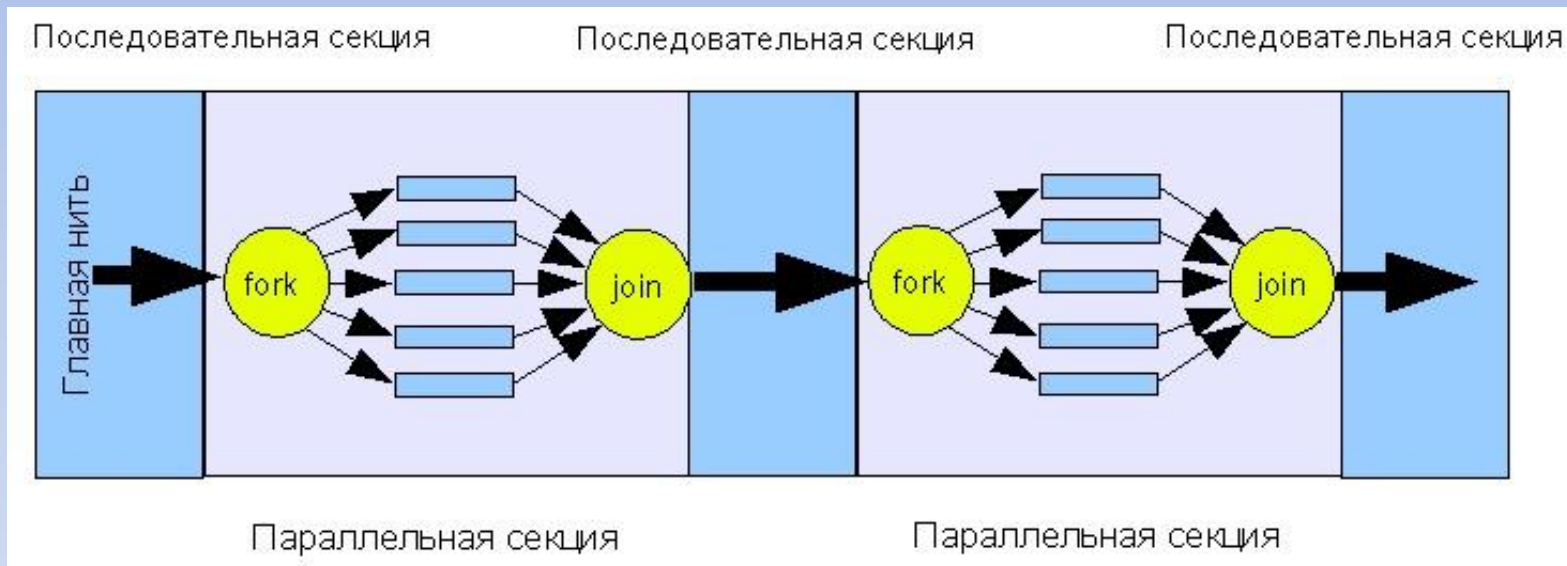 Последовательная секция
Последовательная секция
Последовательная секция
Главная нить
fork
join
fork
join
Параллельная секция
Параллельная секция